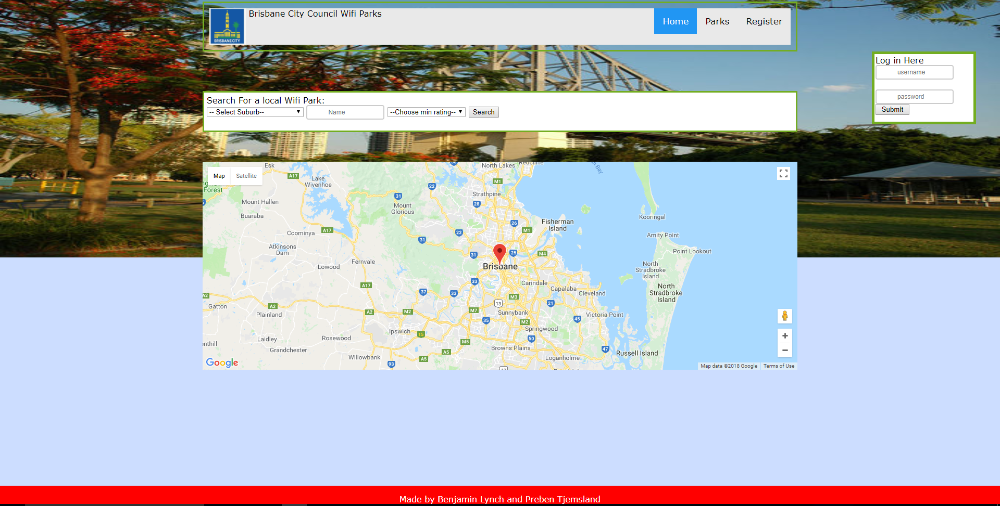 BRISBANE CITY
Brisbane City Council Wifi Parks
Home
Parks
Register
Log in Here
username
password
Submit
Search For a local Wifi Park:
-- Select Suburb--
Name
--Choose min rating--
Search
Map
Satellite
Esk
A17
Lake
Wivenhoe
North Lakes
Redcliffe
M1
22
31
Strathpine
28
Forest
Mount Hallen
Mount
Glorious
Buaraba
Kooringal
Fisherman
Island
26
M1
A17
22
Coominya
31
Amity Point
Atkinsons
Dam
31
25
M4
Point Lookout
Fernvale
Lowood
Brisbane
North
Stradbroke
Island
33
Carindale
A17
37
33
Capalaba
Cleveland
North
Stradbroke
Island
A2
M3
13
21
Gatton
A2
Plainland
A2
M2
M7
Sunnybank
Victoria Point
35
M2
45
Ipswich
15
Springwood
Laidley
Rosewood
M5
50
Grandchester
A5
Browns Plains
47
Russell Island
Willowbank
A5
93
Loganholme
Google
Map data ©2018 Google
Terms of Use
Made by Benjamin Lynch and Preben Tjemsland